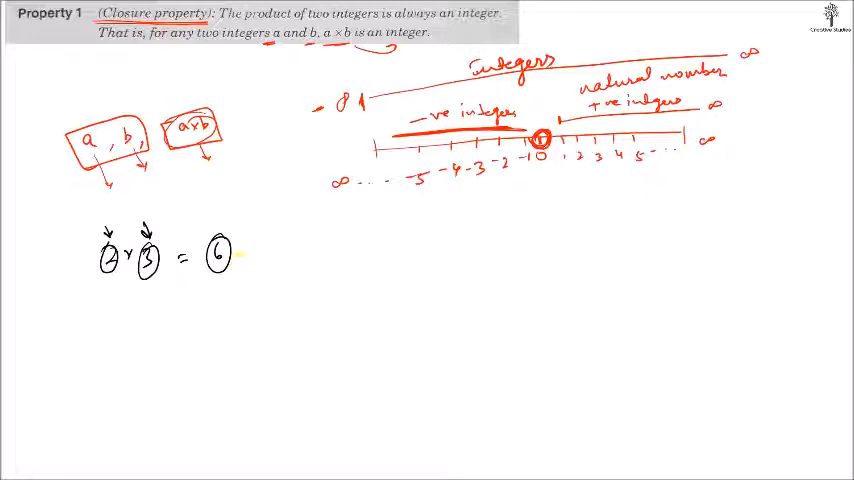 Property 1 (Closure property): The product of two integers is always an integer.
That is, for any two integers a and b, a ×b is an integer.
Creative Studies
integers ∞
- ∞
natural number
-ve integers +ve integers ∞
a , b, a×b
∞ .... -5 -4 -3 -2 -1 0 1 2 3 4 5 -... ∞
2 × 3 = 6